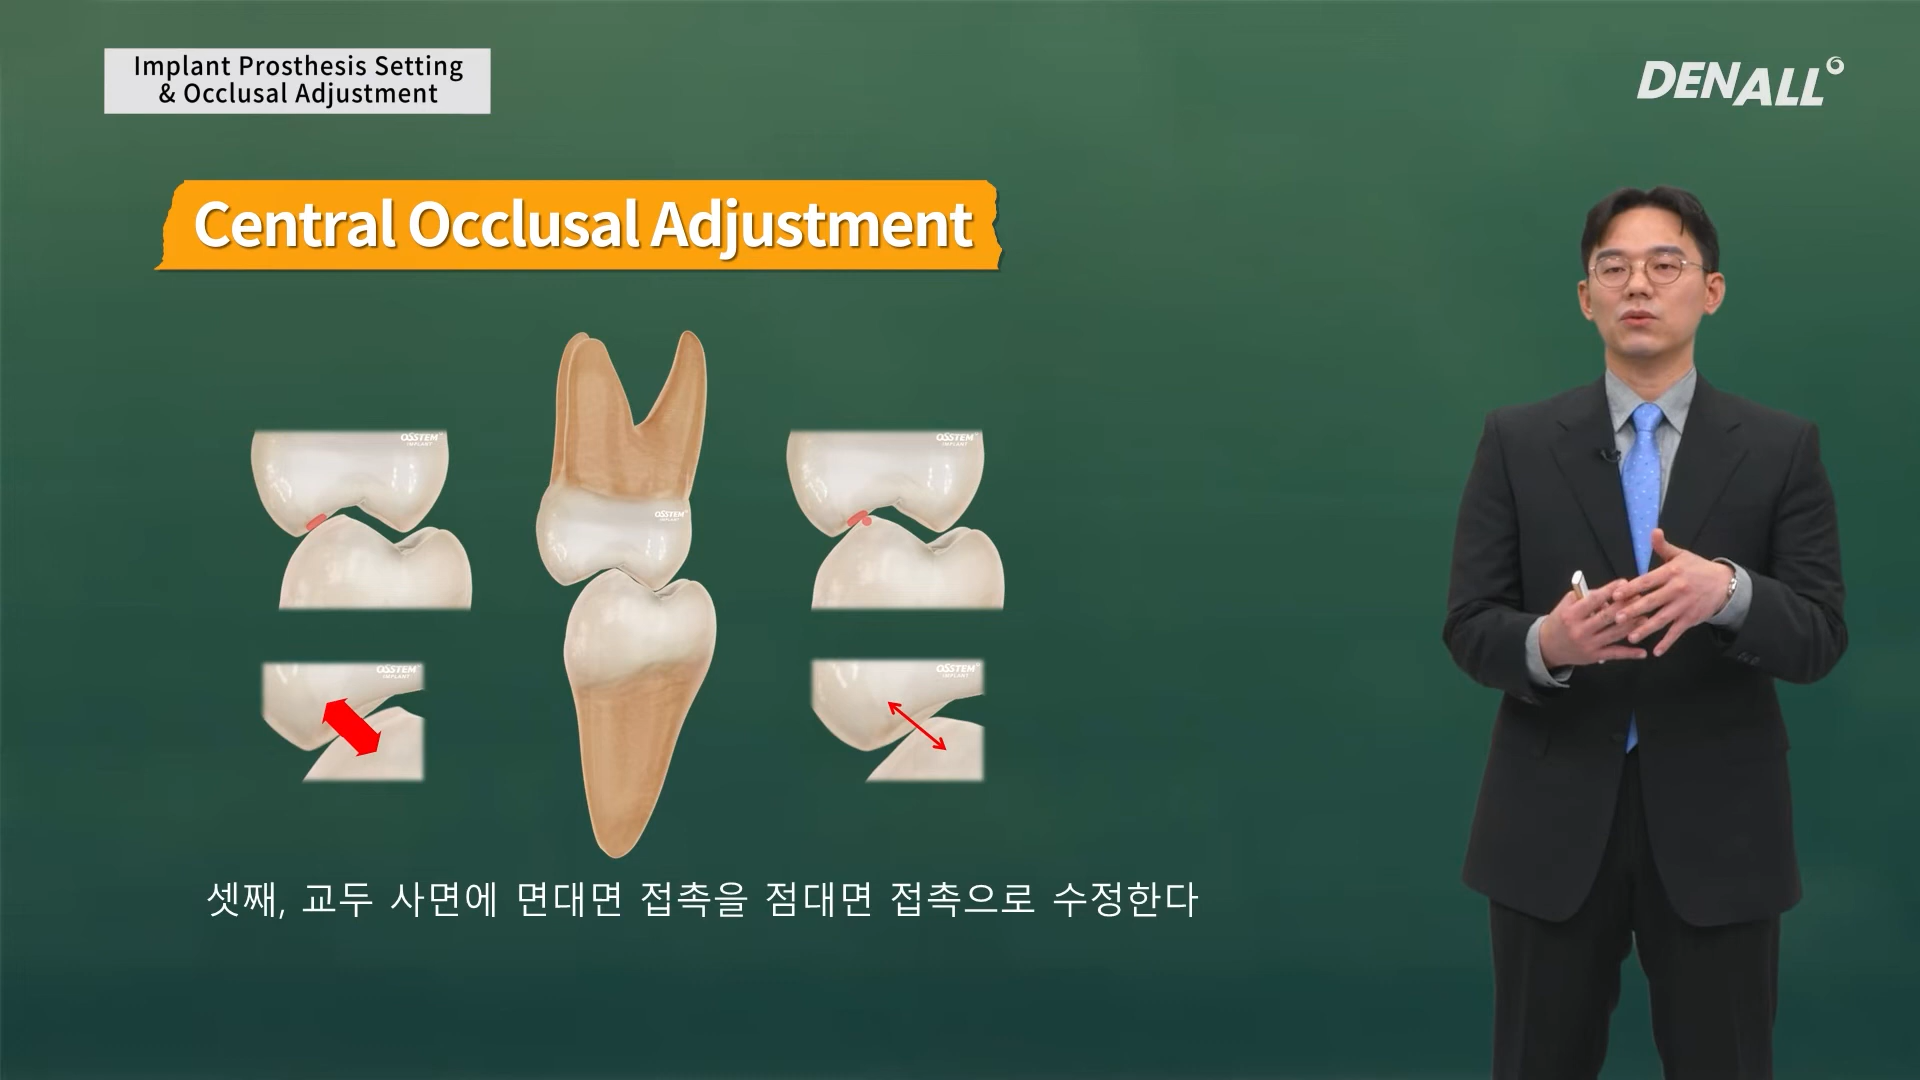 Implant Prosthesis Setting
& Occlusal Adjustment
DENALL
Central Occlusal Adjustment
OSSTEM
IMPLANT
OSSTEM
IMPLANT
OSSTEM
IMPLANT
OSSTEM
IMPLANT
OSSTEM
IMPLANT
셋째, 교두 사면에 면대면 접촉을 점대면 접촉으로 수정한다